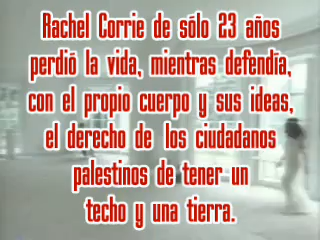 Rachel Corrie de sólo 23 años
perdió la vida, mientras defendía,
con el propio cuerpo y sus ideas,
el derecho de los ciudadanos
palestinos de tener un
techo y una tierra.